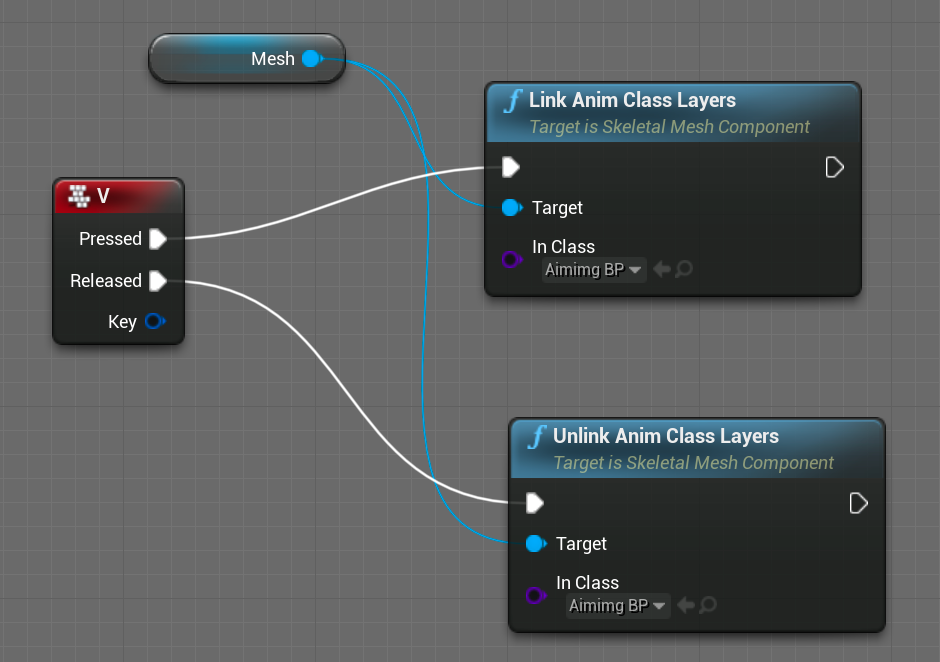 Mesh
Link Anim Class Layers
Target is Skeletal Mesh Component
V
Pressed
Target
Released
In Class
Aimimg BP
Key
Unlink Anim Class Layers
Target is Skeletal Mesh Component
Target
In Class
Aimimg BP